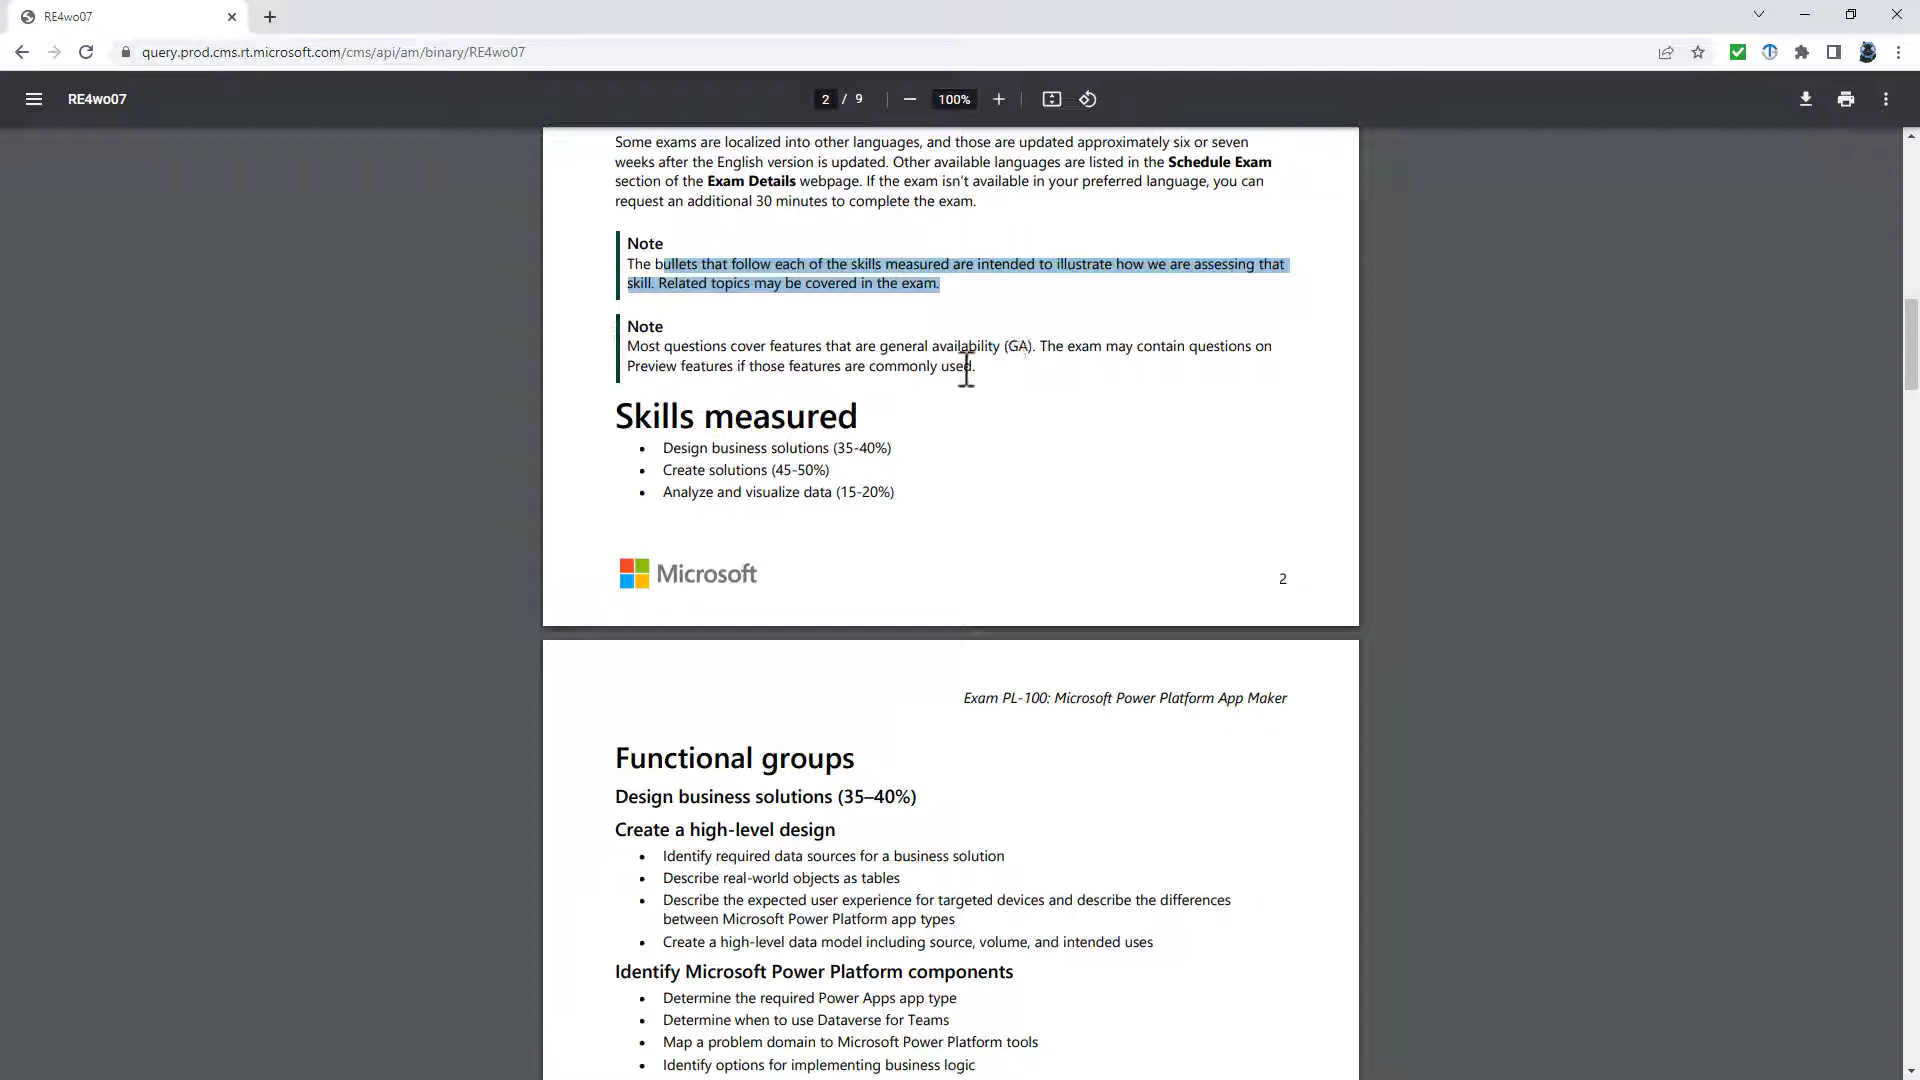 RE4wo07
query.prod.cms.rt.microsoft.com/cms/api/am/binary/RE4wo07
RE4wo07
2 / 9
100%
Some exams are localized into other languages, and those are updated approximately six or seven
weeks after the English version is updated. Other available languages are listed in the Schedule Exam
section of the Exam Details webpage. If the exam isn't available in your preferred language, you can
request an additional 30 minutes to complete the exam.
Note
The bullets that follow each of the skills measured are intended to illustrate how we are assessing that
skill. Related topics may be covered in the exam.
Note
Most questions cover features that are general availability (GA). The exam may contain questions on
Preview features if those features are commonly used.
Skills measured
• Design business solutions (35-40%)
• Create solutions (45-50%)
• Analyze and visualize data (15-20%)
Microsoft
2
Exam PL-100: Microsoft Power Platform App Maker
Functional groups
Design business solutions (35–40%)
Create a high-level design
• Identify required data sources for a business solution
• Describe real-world objects as tables
• Describe the expected user experience for targeted devices and describe the differences
between Microsoft Power Platform app types
• Create a high-level data model including source, volume, and intended uses
Identify Microsoft Power Platform components
• Determine the required Power Apps app type
• Determine when to use Dataverse for Teams
• Map a problem domain to Microsoft Power Platform tools
• Identify options for implementing business logic